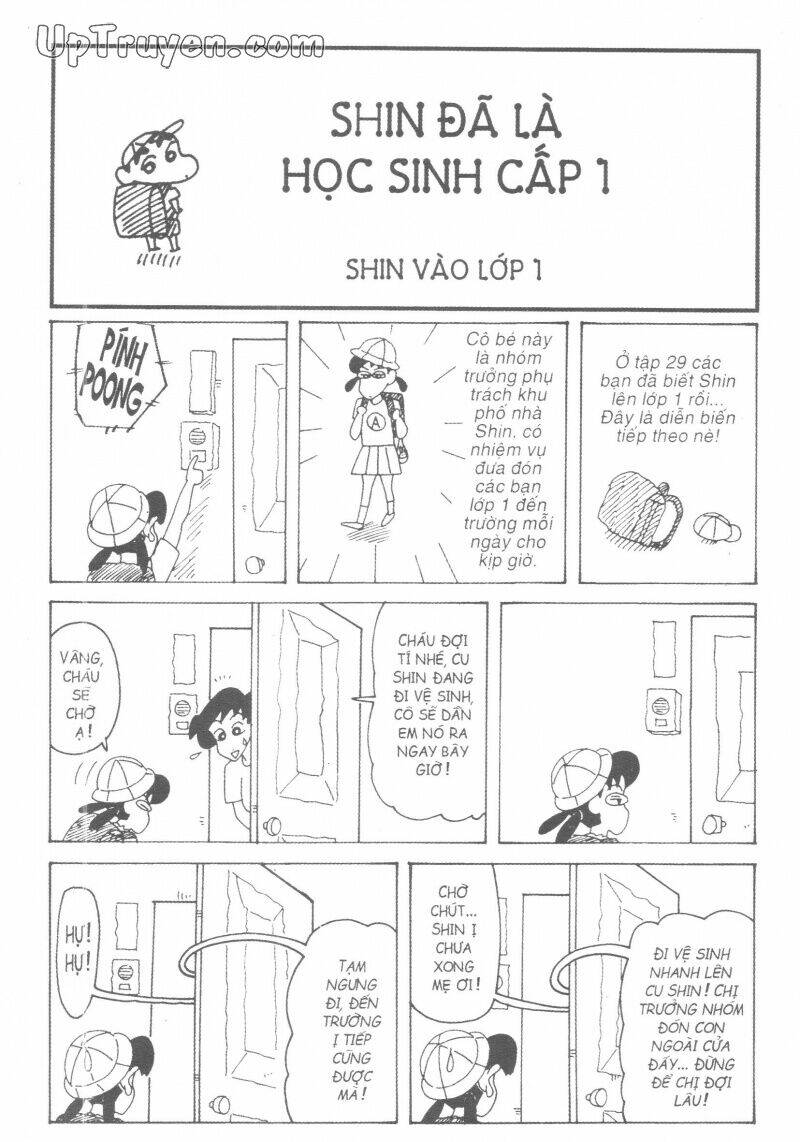 UpTruyen.com
SHIN ĐÃ LÀ
HỌC SINH CẤP 1
SHIN VÀO LỚP 1
Ở tập 29 các
bạn đã biết Shin
lên lớp 1 rồi...
Đây là diễn biến
tiếp theo nè!
Cô bé này
là nhóm
trưởng phụ
trách khu
phố nhà
Shin, có
nhiệm vụ
đưa đón
các bạn
lớp 1 đến
trường mỗi
ngày cho
kịp giờ.
A
PÍNH
POONG
CHÁU ĐỢI
TÍ NHÉ, CU
SHIN ĐANG
ĐI VỆ SINH,
CÔ SẼ DẪN
EM NÓ RA
NGAY BÂY
GIỜ!
VÂNG,
CHÁU
SẼ
CHỜ
Ạ!
ĐI VỆ SINH
NHANH LÊN
CU SHIN! CHỊ
TRƯỞNG NHÓM
ĐÓN CON
NGOÀI CỬA
ĐẤY... ĐỪNG
ĐỂ CHỊ ĐỢI
LÂU!
CHỜ
CHÚT...
SHIN Ị
CHƯA
XONG
MẸ ƠI!
TẠM
NGƯNG
ĐI, ĐẾN
TRƯỜNG
Ị TIẾP
CŨNG
ĐƯỢC
MÀ!
HỰ!
HỰ!